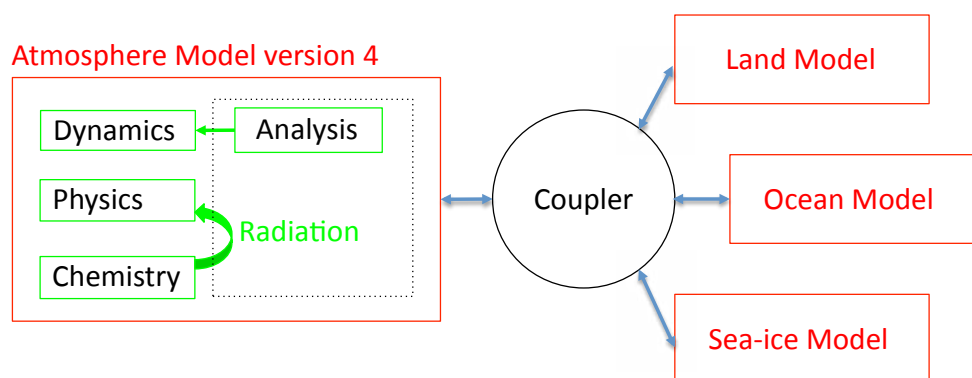 Atmosphere Model version 4
Dynamics
Analysis
Physics
Radiation
Chemistry
Coupler
Land Model
Ocean Model
Sea-ice Model